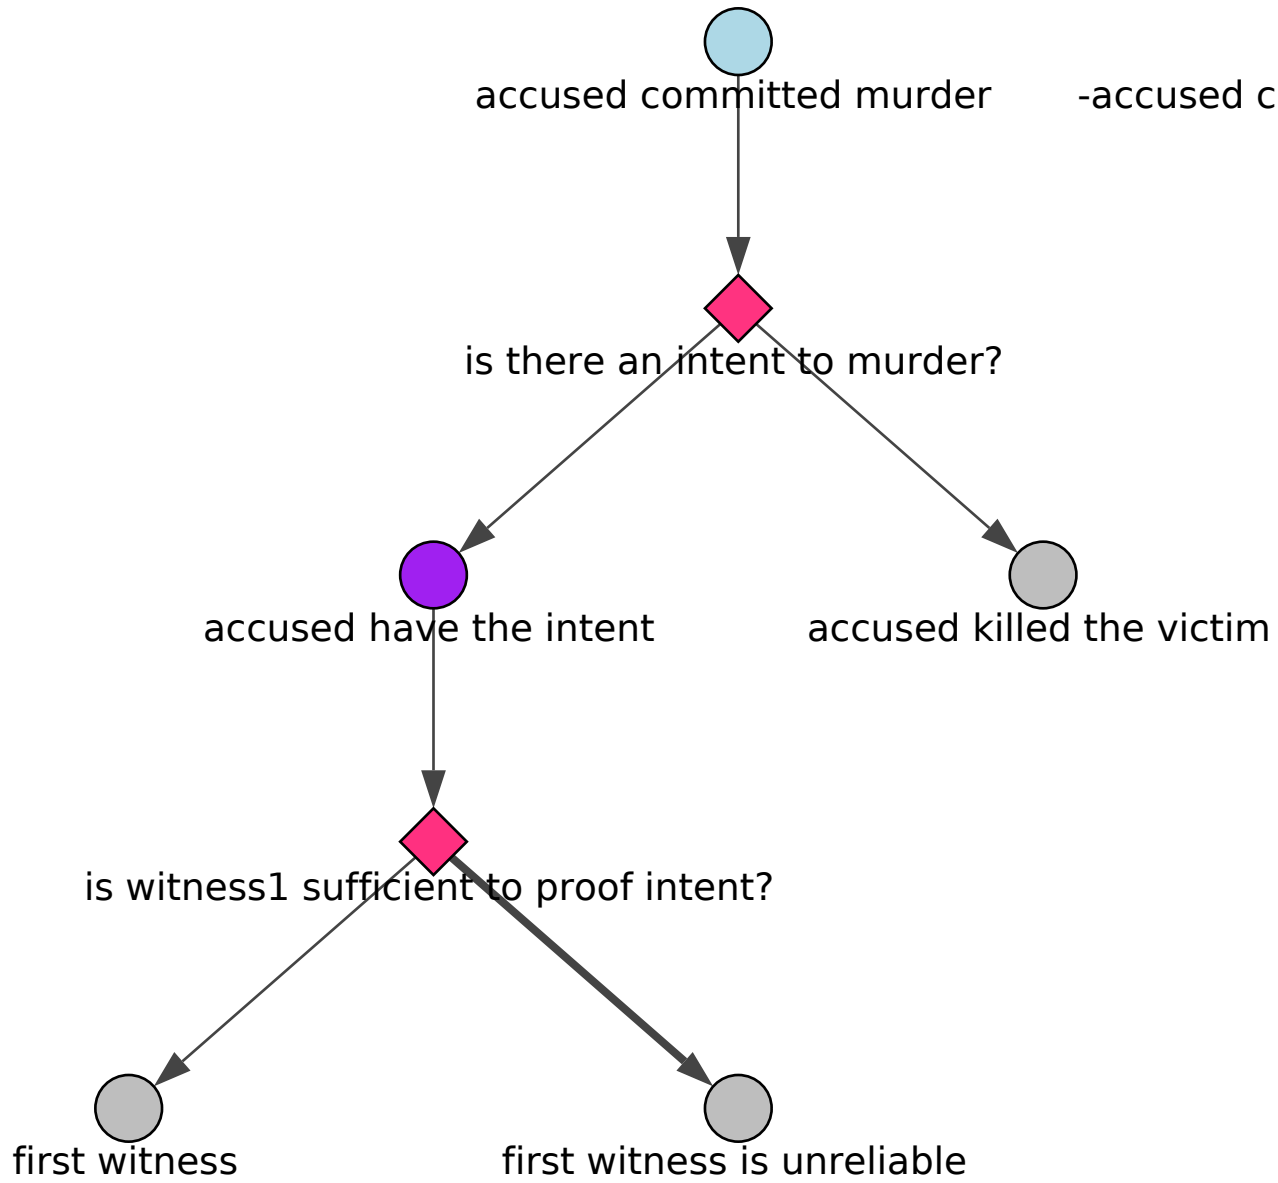 accused committed murder
-accused c
is there an intent to murder?
accused have the intent
accused killed the victim
is witness1 sufficient to proof intent?
first witness
first witness is unreliable